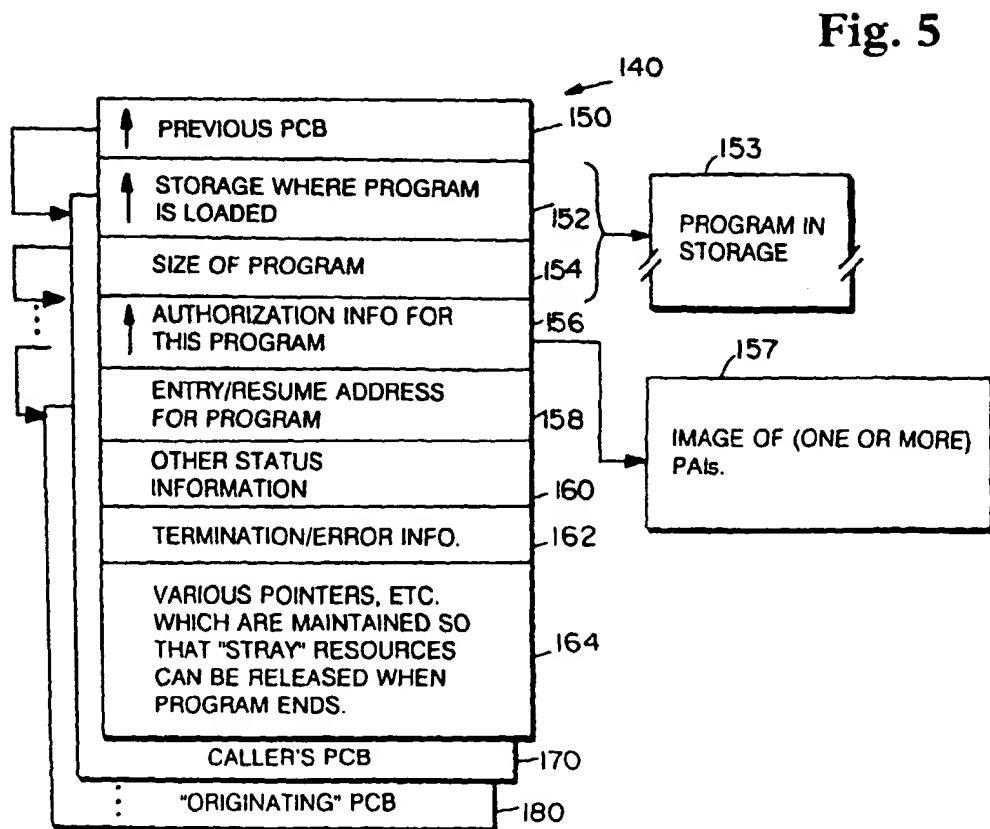 Fig. 5
140
PREVIOUS PCB
150
STORAGE WHERE PROGRAM
IS LOADED
152
SIZE OF PROGRAM
154
AUTHORIZATION INFO FOR
THIS PROGRAM
156
ENTRY/RESUME ADDRESS
FOR PROGRAM
158
OTHER STATUS
INFORMATION
160
TERMINATION/ERROR INFO.
162
VARIOUS POINTERS, ETC.
WHICH ARE MAINTAINED SO
THAT "STRAY" RESOURCES
CAN BE RELEASED WHEN
PROGRAM ENDS.
164
CALLER'S PCB
170
"ORIGINATING" PCB
180
153
PROGRAM IN
STORAGE
157
IMAGE OF (ONE OR MORE)
PAIs.